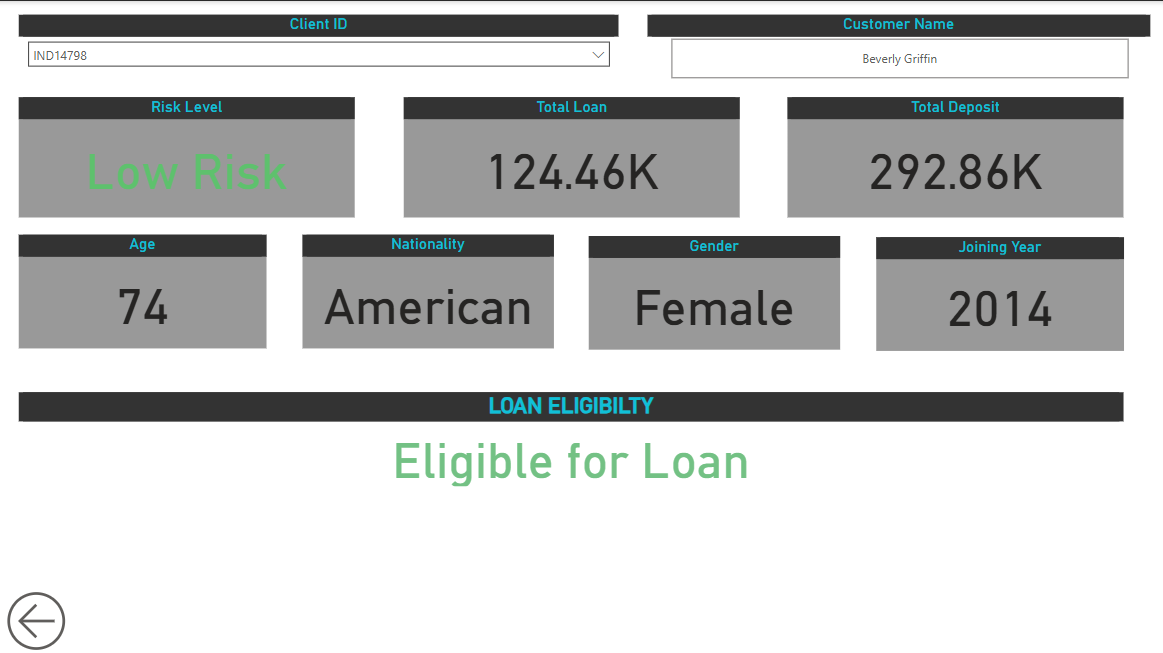 Client ID
Customer Name
IND14798
Beverly Griffin
Risk Level
Total Loan
Total Deposit
Low Risk
124.46K
292.86K
Age
Nationality
Gender
Joining Year
74
American
Female
2014
LOAN ELIGIBILTY
Eligible for Loan